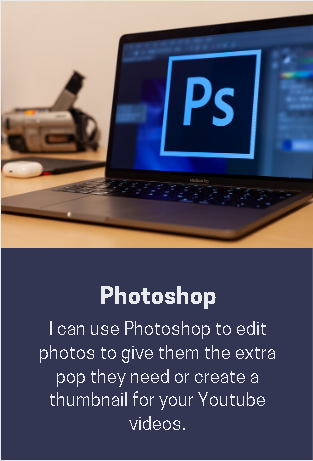 Ps
Photoshop
I can use Photoshop to edit
photos to give them the extra
pop they need or create a
thumbnail for your Youtube
videos.